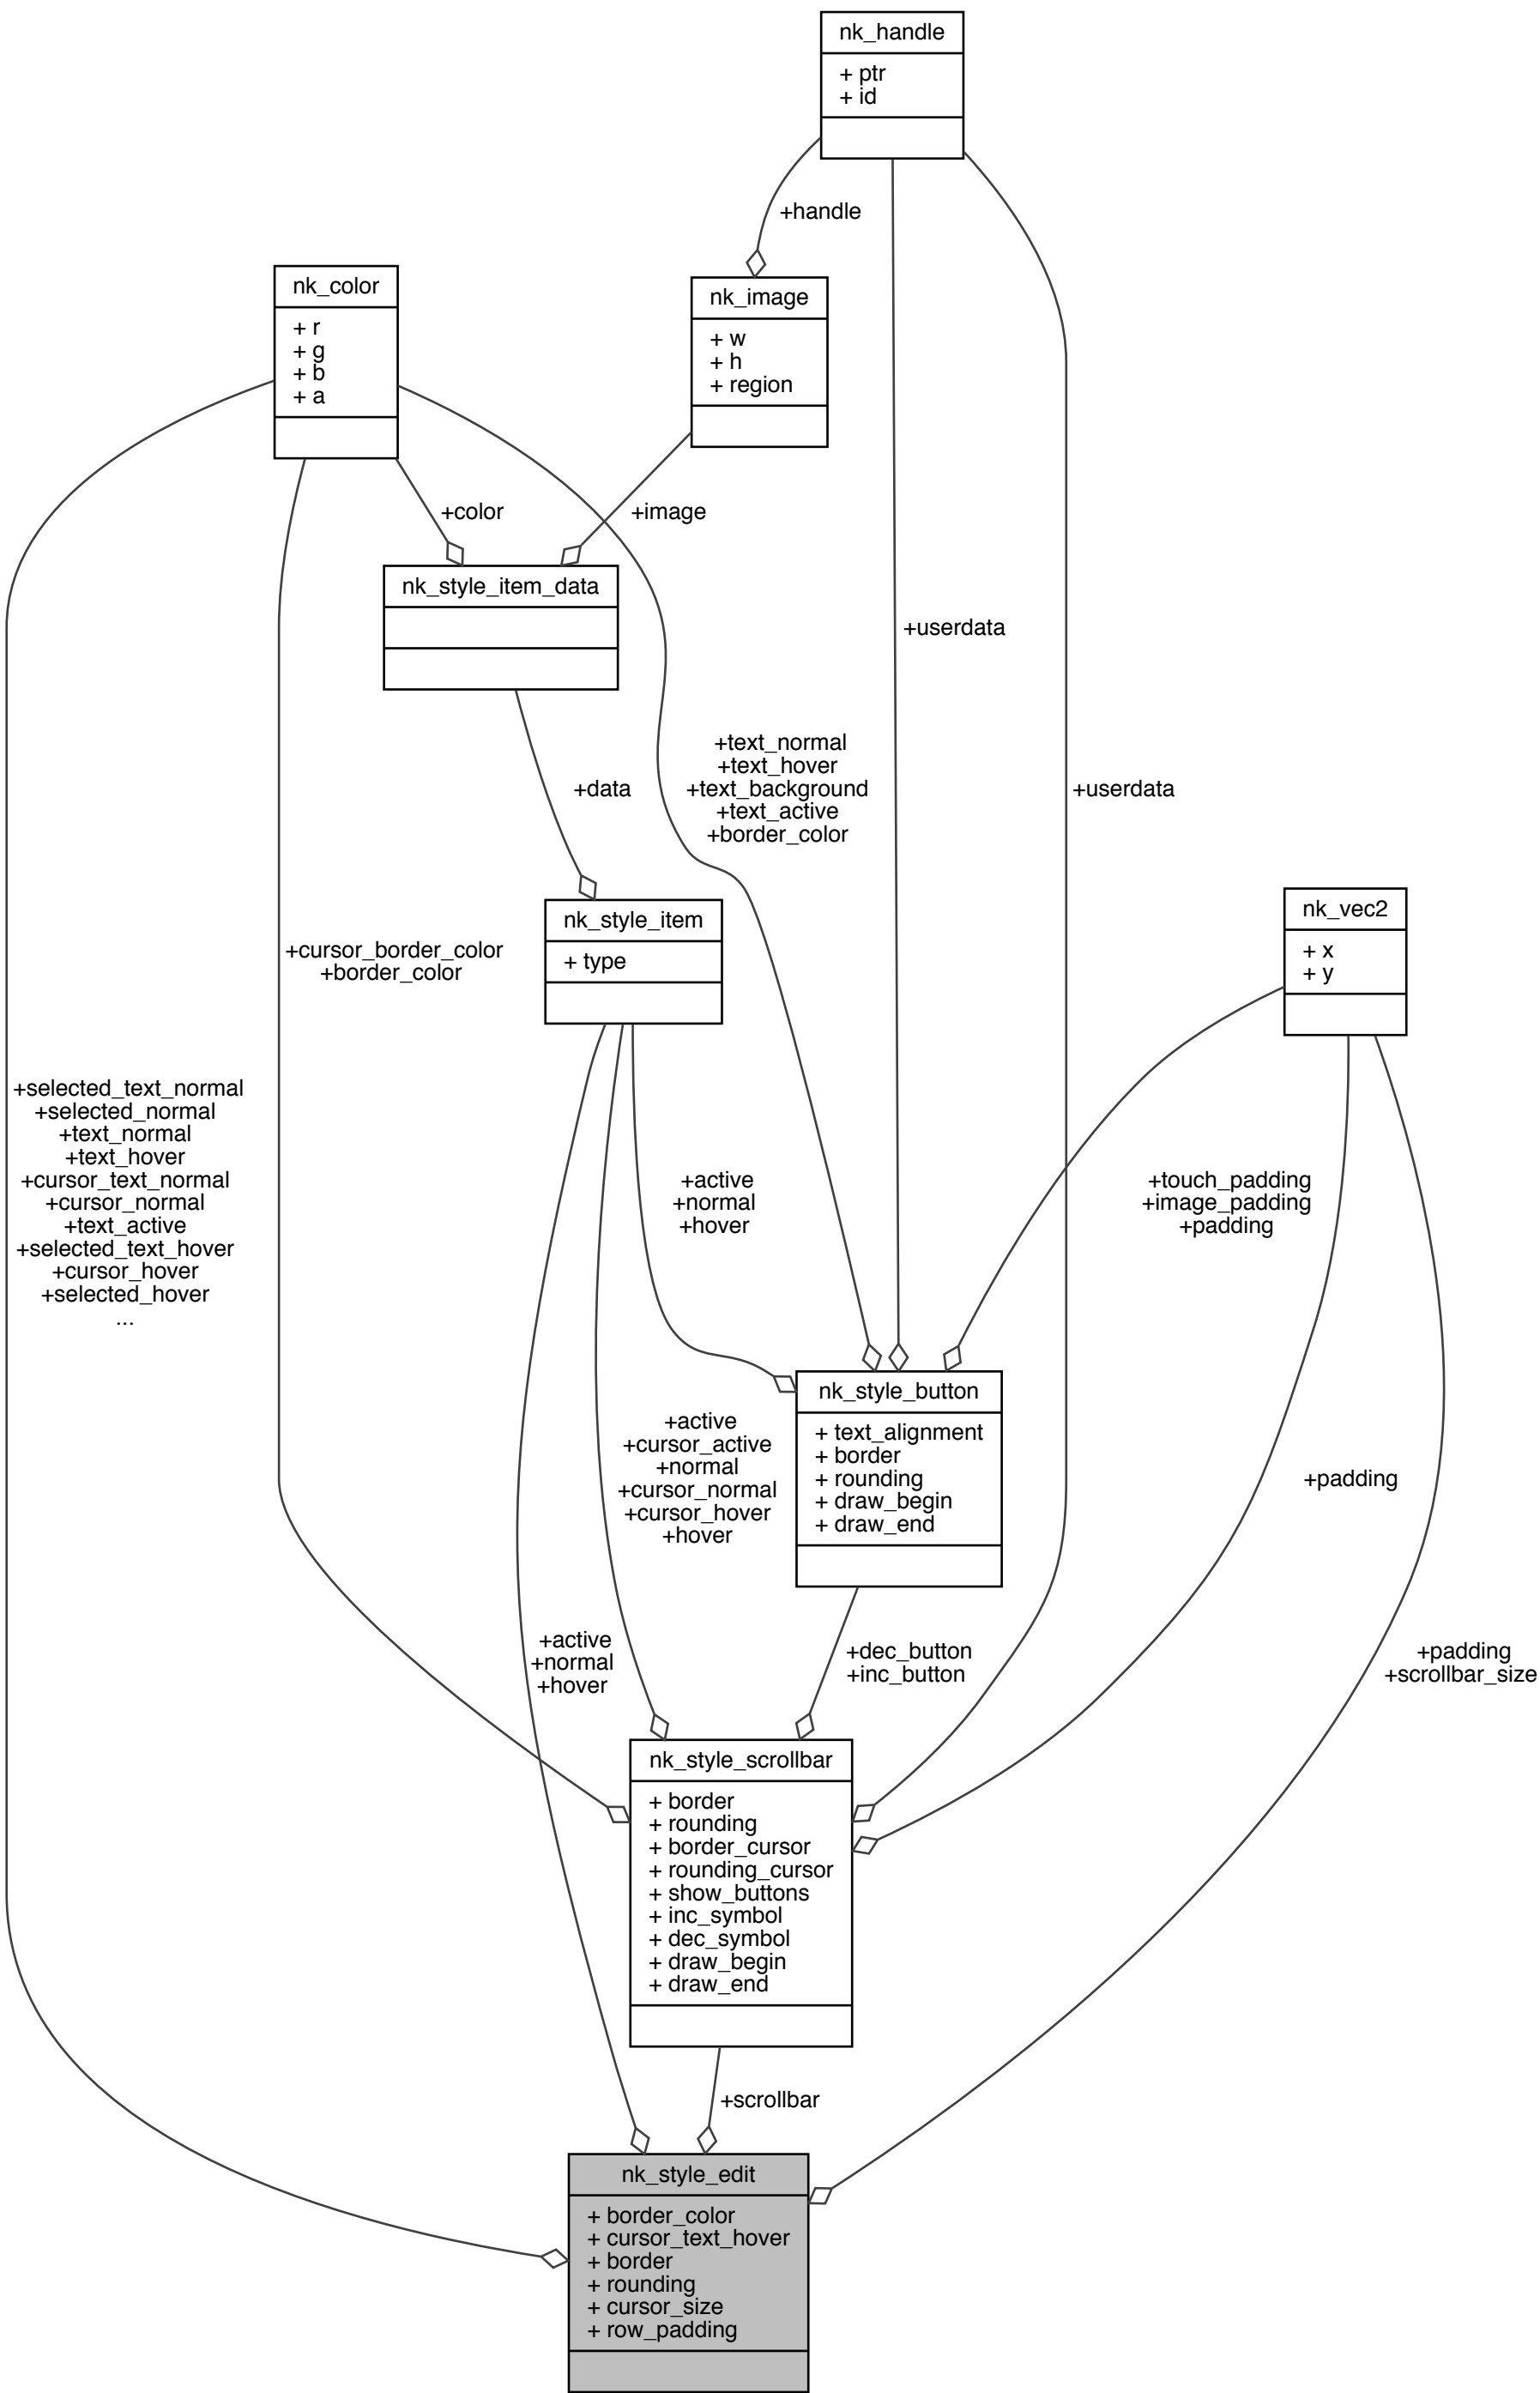 nk_handle
+ ptr
+ id
+handle
nk_color
+ r
+ g
+ b
+ a
nk_image
+ w
+ h
+ region
+color
+image
nk_style_item_data
+userdata
+text_normal
+text_hover
+text_background
+text_active
+border_color
+data
+userdata
nk_style_item
+ type
nk_vec2
+ x
+ y
+cursor_border_color
+border_color
+selected_text_normal
+selected_normal
+text_normal
+text_hover
+cursor_text_normal
+cursor_normal
+text_active
+selected_text_hover
+cursor_hover
+selected_hover
...
+active
+normal
+hover
+touch_padding
+image_padding
+padding
nk_style_button
+ text_alignment
+ border
+ rounding
+ draw_begin
+ draw_end
+active
+cursor_active
+normal
+cursor_normal
+cursor_hover
+hover
+padding
+active
+normal
+hover
+dec_button
+inc_button
+padding
+scrollbar_size
nk_style_scrollbar
+ border
+ rounding
+ border_cursor
+ rounding_cursor
+ show_buttons
+ inc_symbol
+ dec_symbol
+ draw_begin
+ draw_end
+scrollbar
nk_style_edit
+ border_color
+ cursor_text_hover
+ border
+ rounding
+ cursor_size
+ row_padding